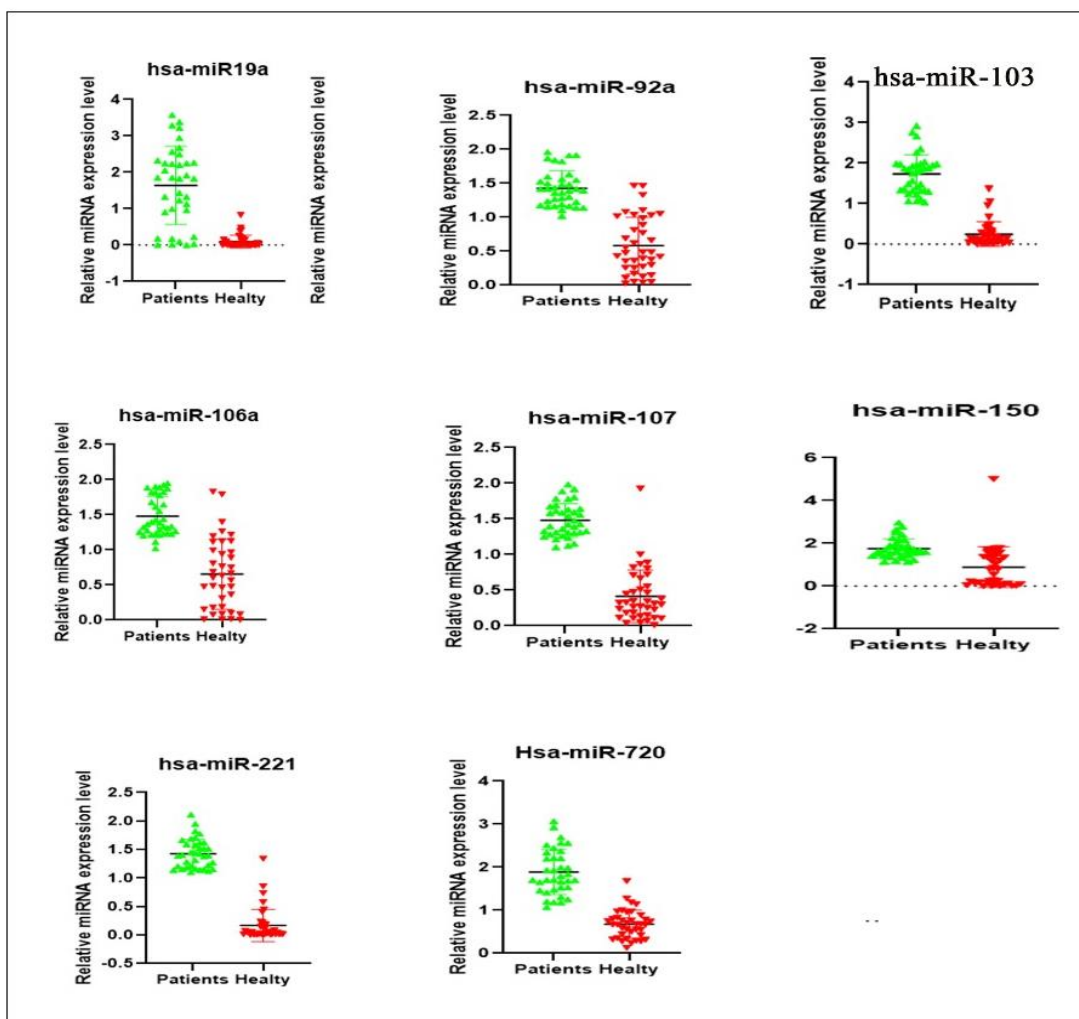 hsa-miR19a
Relative miRNA expression level
4
3
2
1
0
-1
Patients Healty
Relative miRNA expression level
hsa-miR-92a
2.5
2.0
1.5
1.0
0.5
0.0
Patients Healty
Relative miRNA expression level
hsa-miR-103
4
3
2
1
0
-1
Patients Healty
hsa-miR-106a
Relative miRNA expression level
2.5
2.0
1.5
1.0
0.5
0.0
Patients Healty
hsa-miR-107
Relative miRNA expression level
2.5
2.0
1.5
1.0
0.5
0.0
Patients Healty
hsa-miR-150
6
4
2
0
-2
Patients Healty
hsa-miR-221
Relative miRNA expression level
2.5
2.0
1.5
1.0
0.5
0.0
-0.5
Patients Healty
Hsa-miR-720
Relative miRNA expression level
4
3
2
1
0
Patients Healty